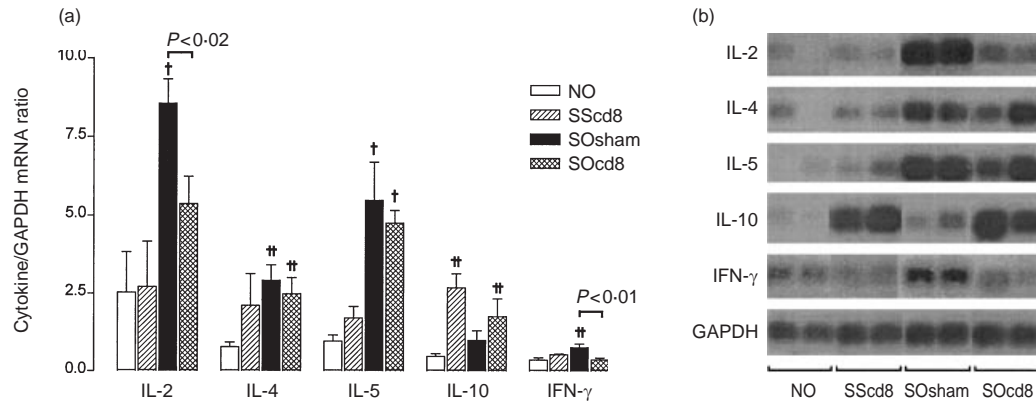 (a)
P<0·02
10.0
†
NO
SScd8
SOsham
SOcd8
7.5
Cytokine/GAPDH mRNA ratio
†
†
5.0
‡
‡
‡
‡
2.5
P<0·01
‡
0.0
IL-2 IL-4 IL-5 IL-10 IFN-γ
(b)
IL-2
IL-4
IL-5
IL-10
IFN-γ
GAPDH
NO SScd8 SOsham SOcd8